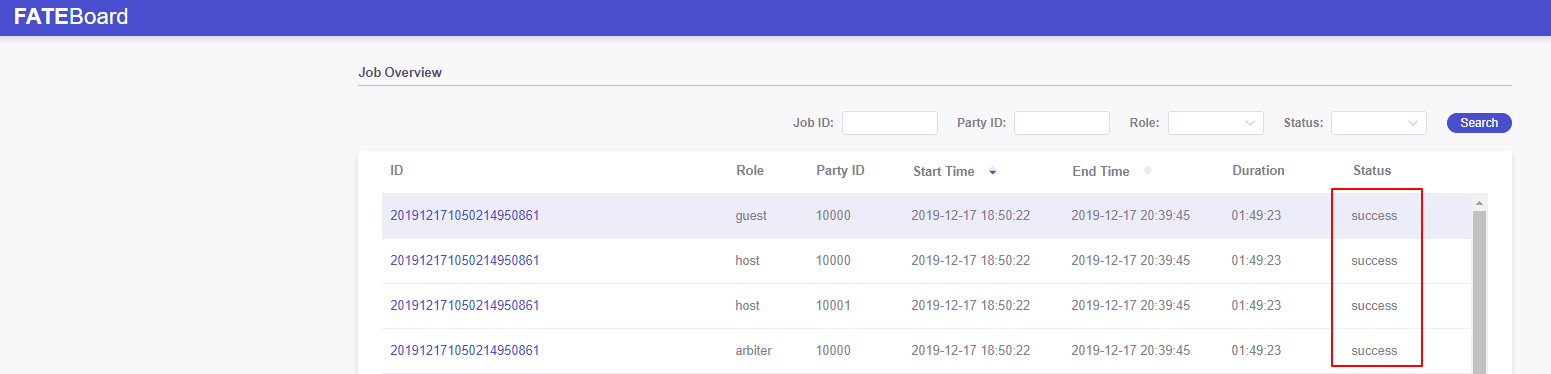 FATEBoard
Job Overview
Job ID: Party ID: Role: Status: Search
ID Role Party ID Start Time End Time Duration Status
201912171050214950861 guest 10000 2019-12-17 18:50:22 2019-12-17 20:39:45 01:49:23 success
201912171050214950861 host 10000 2019-12-17 18:50:22 2019-12-17 20:39:45 01:49:23 success
201912171050214950861 host 10001 2019-12-17 18:50:22 2019-12-17 20:39:45 01:49:23 success
201912171050214950861 arbiter 10000 2019-12-17 18:50:22 2019-12-17 20:39:45 01:49:23 success